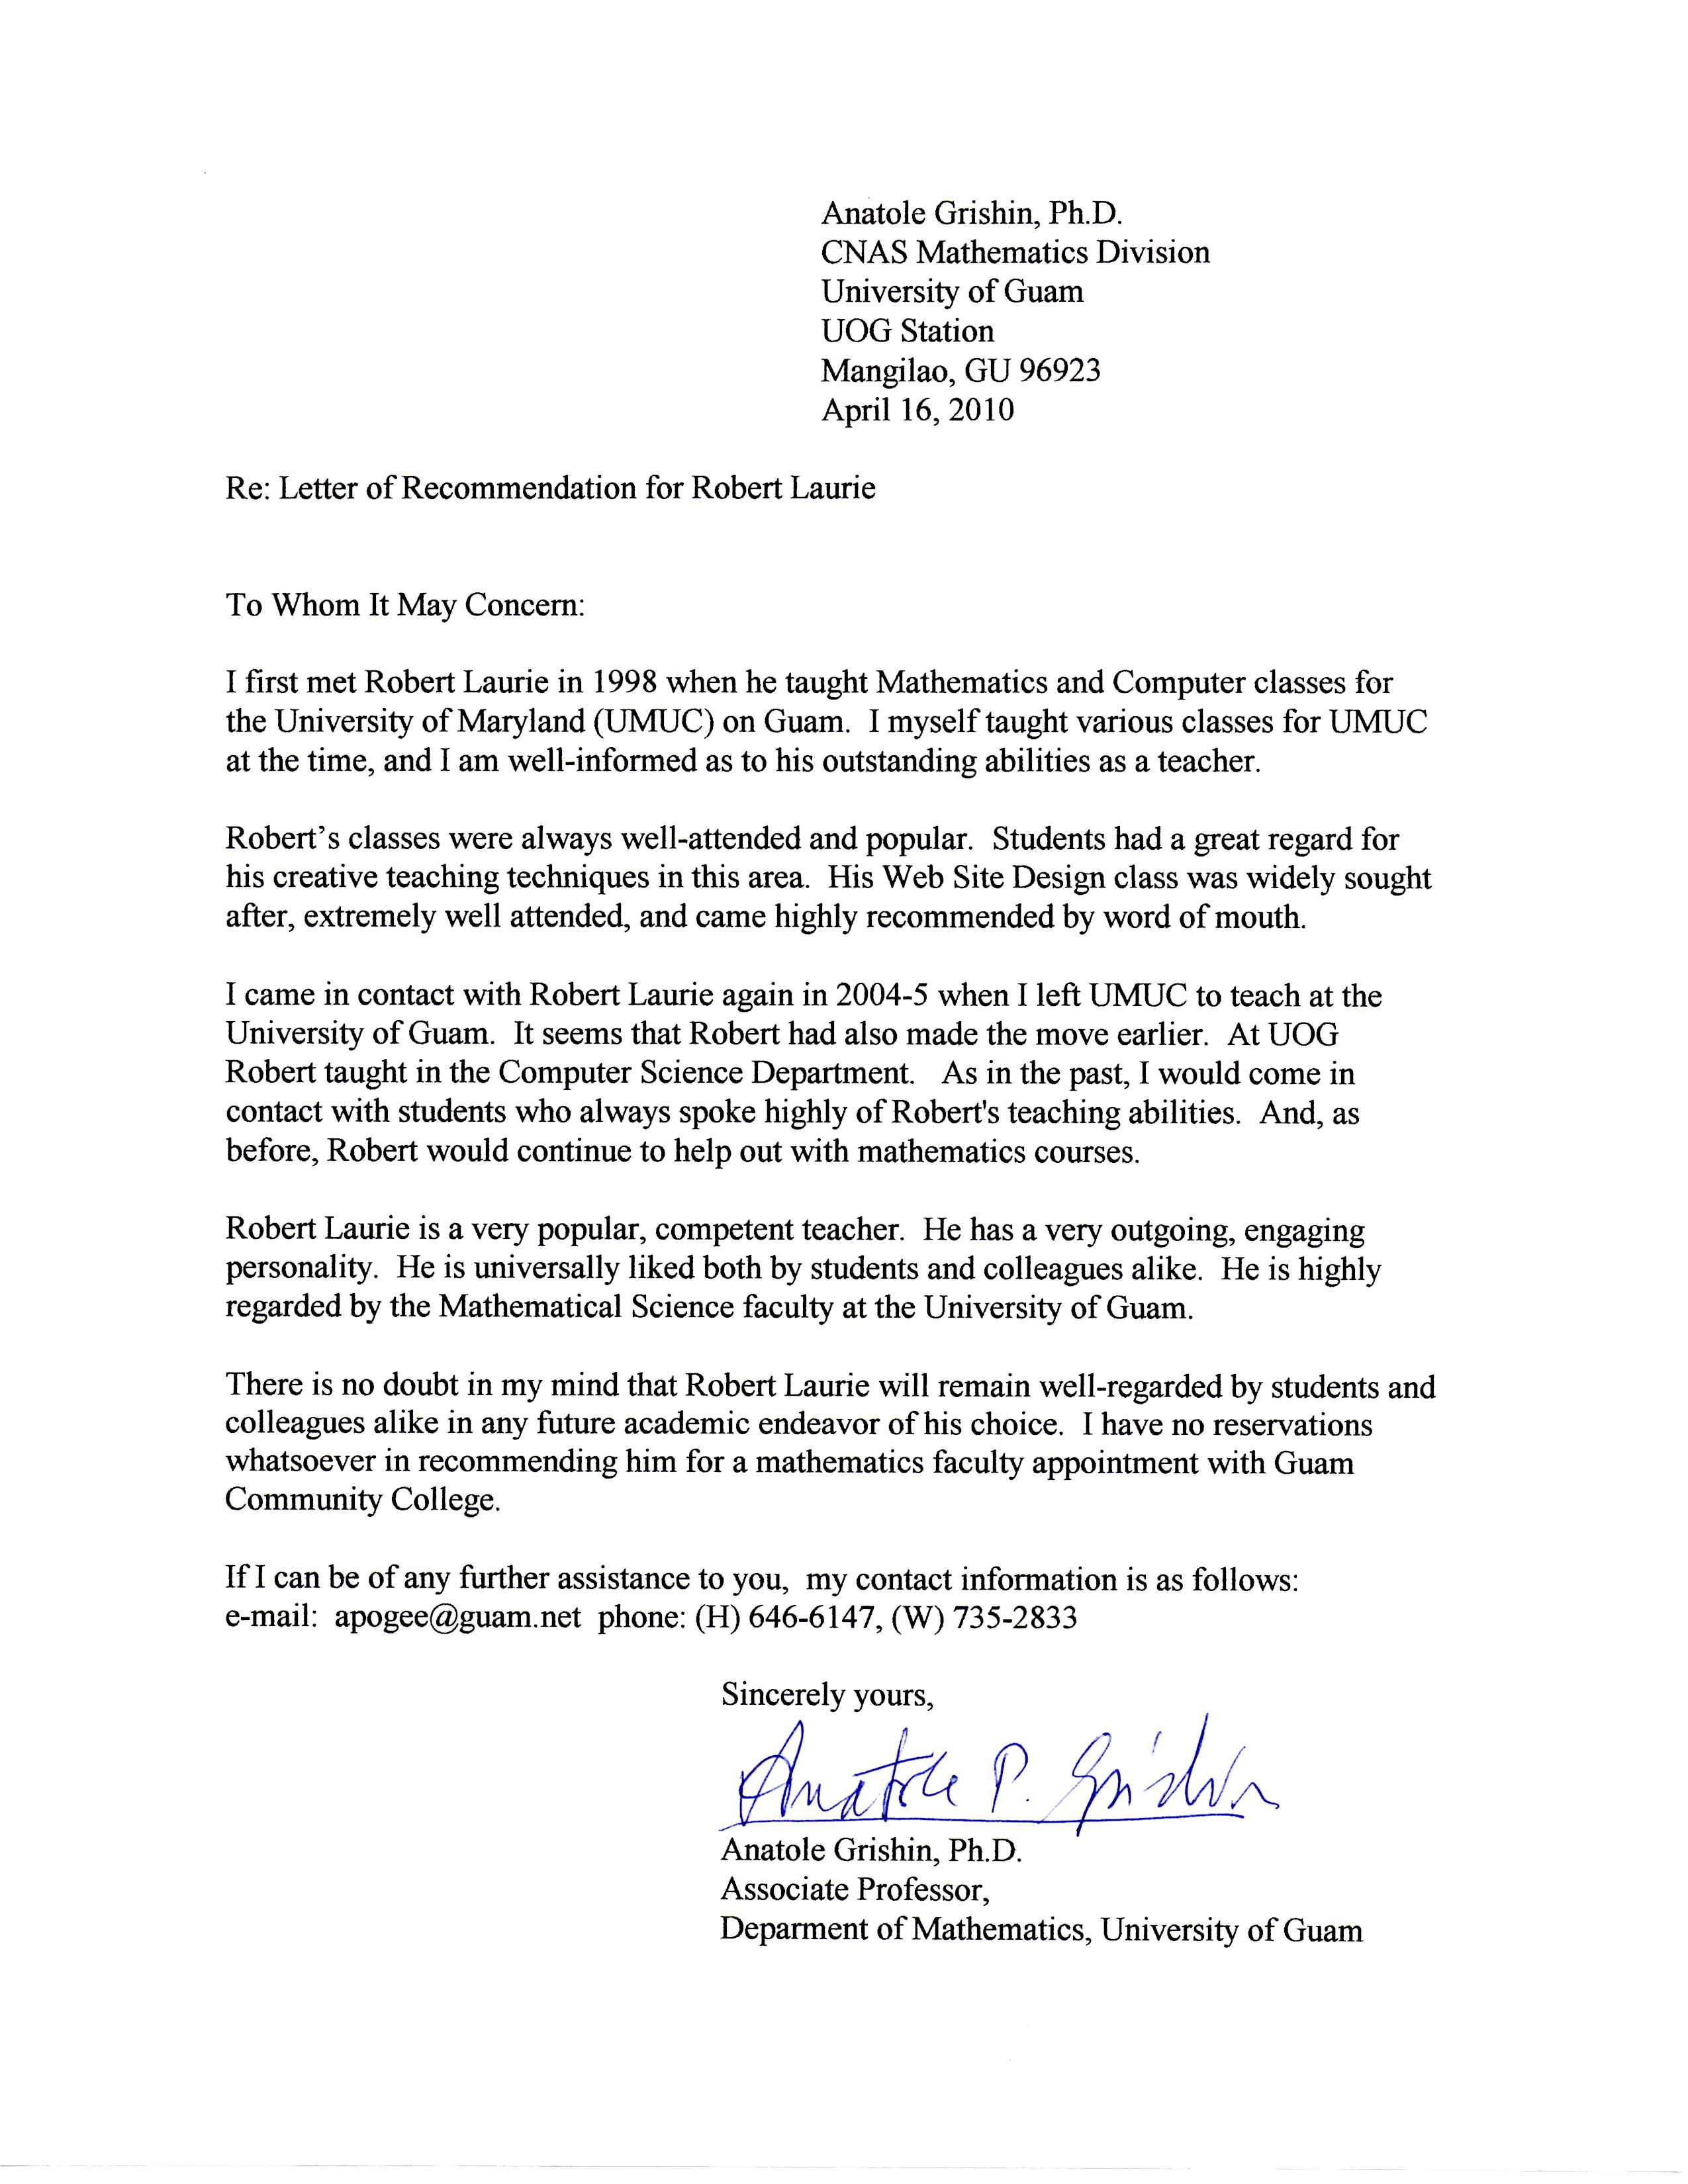 Anatole Grishin, Ph.D.
CNAS Mathematics Division
University of Guam
UOG Station
Mangilao, GU 96923
April 16, 2010
Re: Letter of Recommendation for Robert Laurie
To Whom It May Concern:
I first met Robert Laurie in 1998 when he taught Mathematics and Computer classes for
the University of Maryland (UMUC) on Guam.  I myself taught various classes for UMUC
at the time, and I am well-informed as to his outstanding abilities as a teacher.
Robert’s classes were always well-attended and popular.  Students had a great regard for
his creative teaching techniques in this area.  His Web Site Design class was widely sought
after, extremely well attended, and came highly recommended by word of mouth.
I came in contact with Robert Laurie again in 2004-5 when I left UMUC to teach at the
University of Guam.  It seems that Robert had also made the move earlier.  At UOG
Robert taught in the Computer Science Department.   As in the past, I would come in
contact with students who always spoke highly of Robert's teaching abilities.  And, as
before, Robert would continue to help out with mathematics courses.
Robert Laurie is a very popular, competent teacher.  He has a very outgoing, engaging
personality.  He is universally liked both by students and colleagues alike.  He is highly
regarded by the Mathematical Science faculty at the University of Guam.
There is no doubt in my mind that Robert Laurie will remain well-regarded by students and
colleagues alike in any future academic endeavor of his choice.  I have no reservations
whatsoever in recommending him for a mathematics faculty appointment with Guam
Community College.
If I can be of any further assistance to you,  my contact information is as follows:
e-mail:  apogee@guam.net  phone: (H) 646-6147, (W) 735-2833
Sincerely yours,
Anatole P. Grishin
Anatole Grishin, Ph.D.
Associate Professor,
Deparment of Mathematics, University of Guam